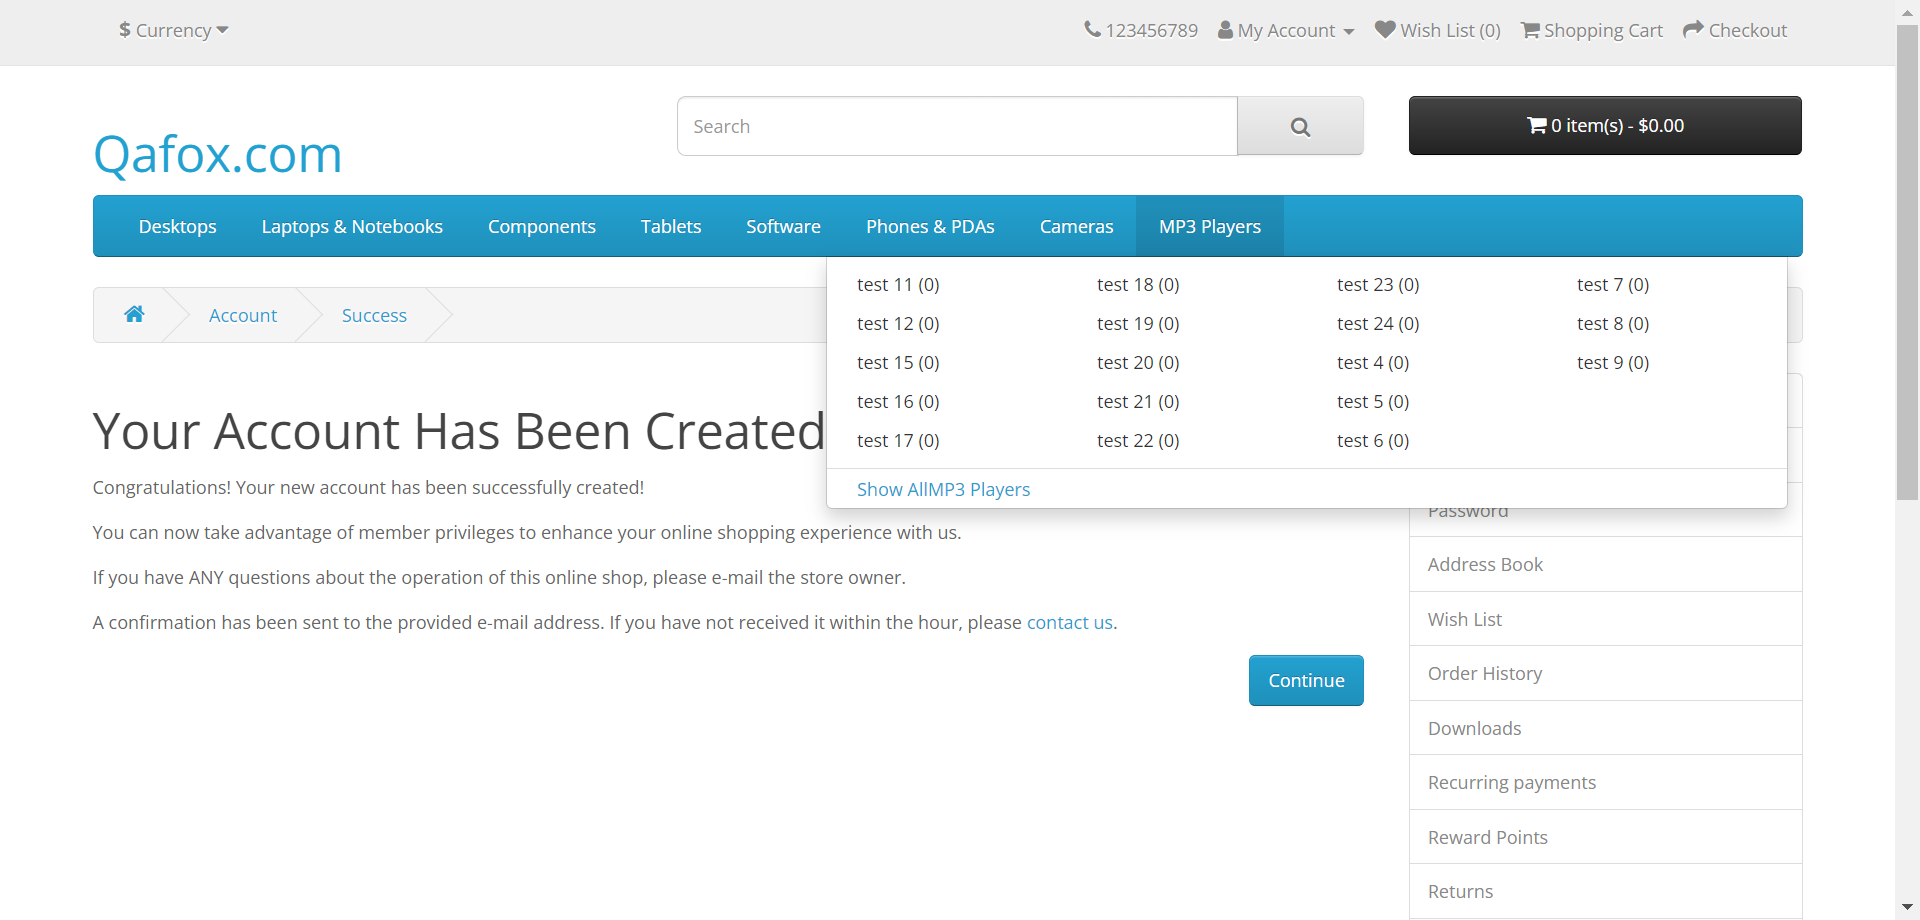 $ Currency
123456789 My Account Wish List (0) Shopping Cart Checkout
Qafox.com
Search
0 item(s) - $0.00
Desktops Laptops & Notebooks Components Tablets Software Phones & PDAs Cameras MP3 Players
test 11 (0)
test 12 (0)
test 15 (0)
test 16 (0)
test 17 (0)
test 18 (0)
test 19 (0)
test 20 (0)
test 21 (0)
test 22 (0)
test 23 (0)
test 24 (0)
test 4 (0)
test 5 (0)
test 6 (0)
test 7 (0)
test 8 (0)
test 9 (0)
Show AllMP3 Players
Account Success
Your Account Has Been Created
Congratulations! Your new account has been successfully created!
You can now take advantage of member privileges to enhance your online shopping experience with us.
If you have ANY questions about the operation of this online shop, please e-mail the store owner.
A confirmation has been sent to the provided e-mail address. If you have not received it within the hour, please contact us.
Continue
Password
Address Book
Wish List
Order History
Downloads
Recurring payments
Reward Points
Returns